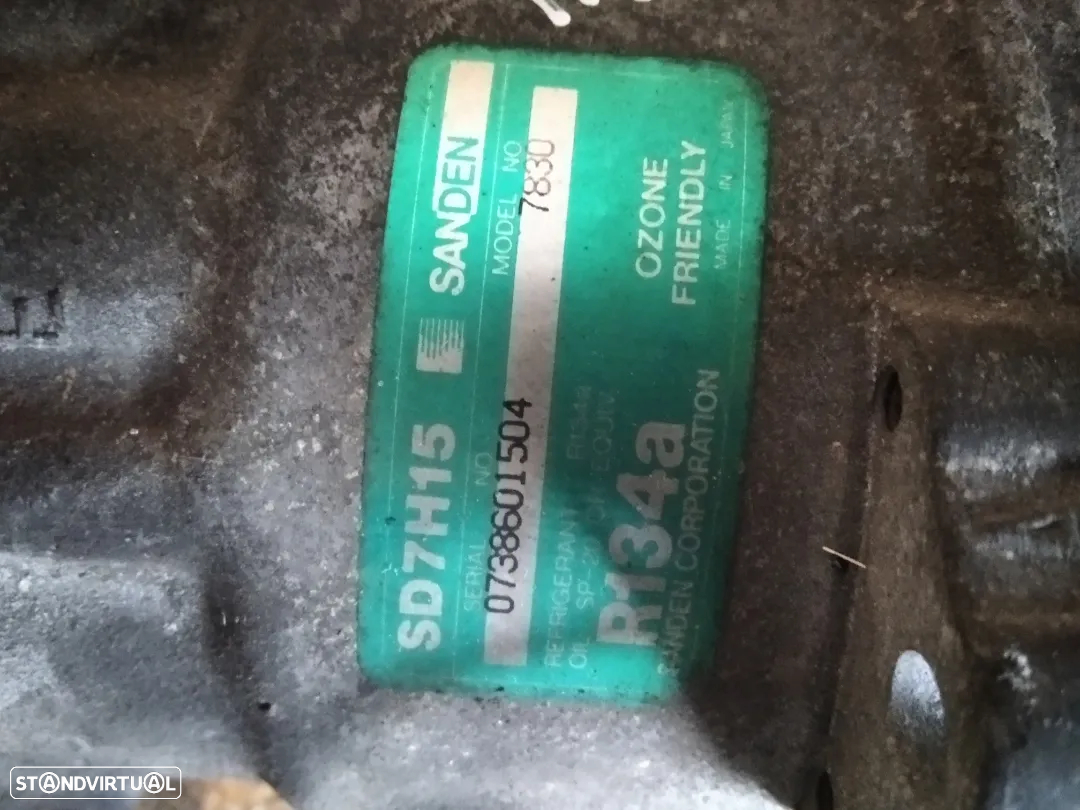 SD7H15 SANDEN
SERIAL NO. MODEL NO.
0738601504 7830
REFRIGERANT R134a
OIL SP-20 OR EQUIV.
R134a
OZONE
FRIENDLY
SANDEN CORPORATION MADE IN JAPAN
STANDVIRTUAL